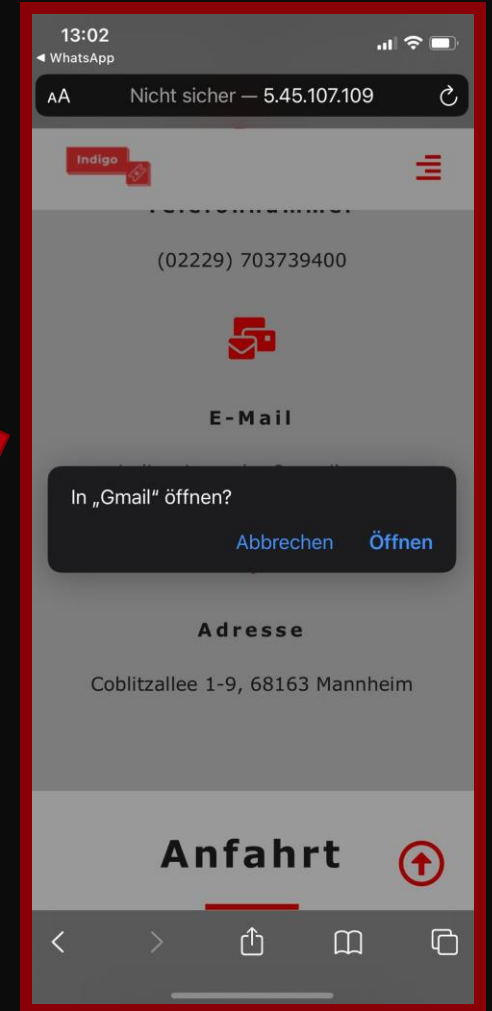 13:02
◀ WhatsApp
AA Nicht sicher — 5.45.107.109
Indigo
(02229) 703739400
E-Mail
In „Gmail" öffnen?
Abbrechen Öffnen
Adresse
Coblitzallee 1-9, 68163 Mannheim
Anfahrt